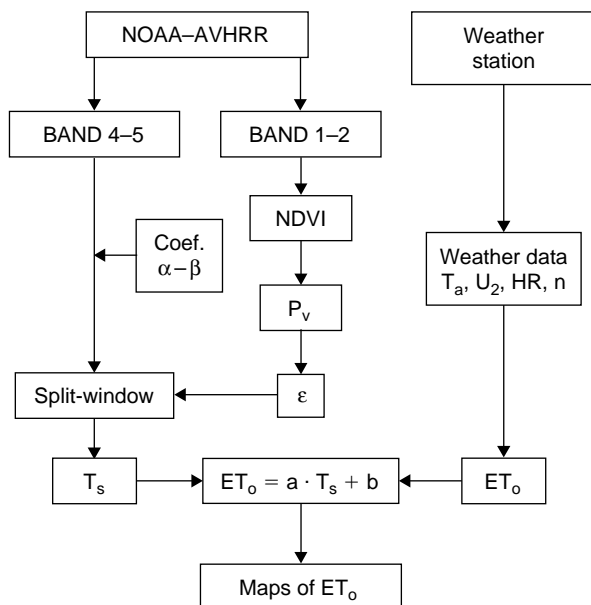 NOAA–AVHRR
Weather
station
BAND 4–5
BAND 1–2
NDVI
Coef.
α–β
Weather data
Tₐ, U₂, HR, n
Pᵥ
Split-window
ε
Tₛ
ETₒ = a · Tₛ + b
ETₒ
Maps of ETₒ